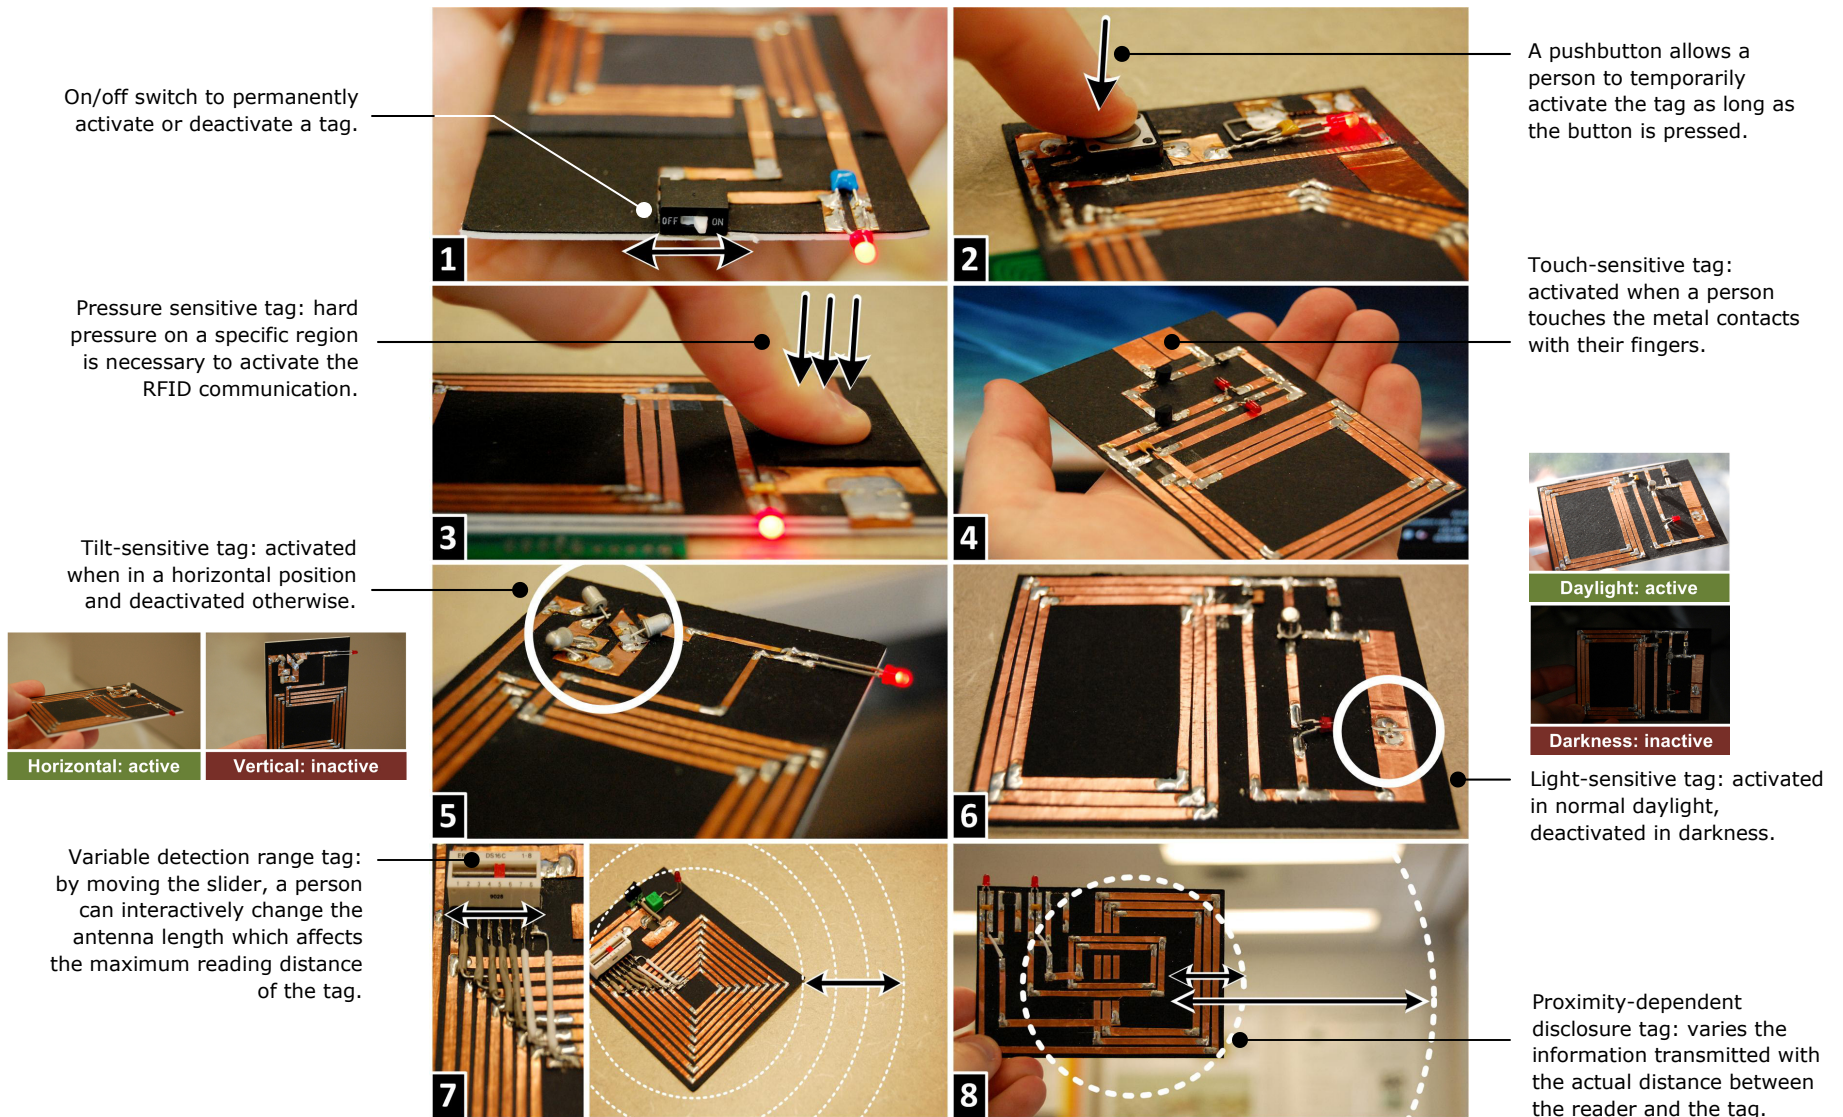 On/off switch to permanently
activate or deactivate a tag.
OFF
ON
1
A pushbutton allows a
person to temporarily
activate the tag as long as
the button is pressed.
2
Pressure sensitive tag: hard
pressure on a specific region
is necessary to activate the
RFID communication.
3
Touch-sensitive tag:
activated when a person
touches the metal contacts
with their fingers.
4
Tilt-sensitive tag: activated
when in a horizontal position
and deactivated otherwise.
Horizontal: active
Vertical: inactive
5
Daylight: active
Darkness: inactive
Light-sensitive tag: activated
in normal daylight,
deactivated in darkness.
6
Variable detection range tag:
by moving the slider, a person
can interactively change the
antenna length which affects
the maximum reading distance
of the tag.
7
Proximity-dependent
disclosure tag: varies the
information transmitted with
the actual distance between
the reader and the tag.
8